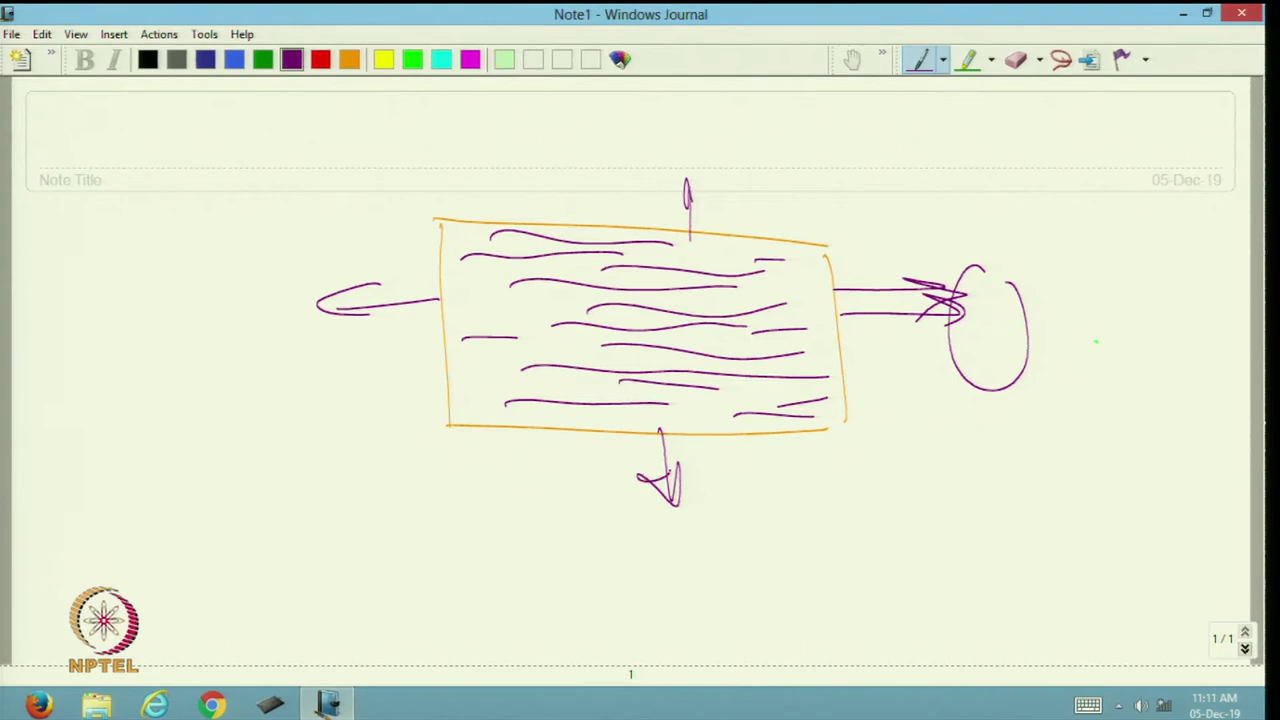 Note1 - Windows Journal
File Edit View Insert Actions Tools Help
B I
Note Title
05-Dec-19
NPTEL
1 / 1
1
11:11 AM
05-Dec-19